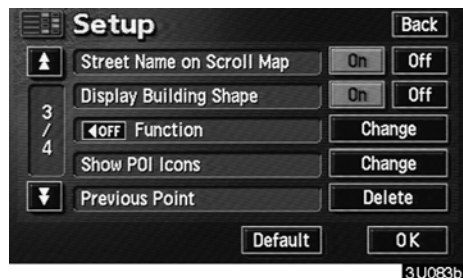 Setup Back
Street Name on Scroll Map On Off
Display Building Shape On Off
3
/
4
◀OFF Function Change
Show POI Icons Change
Previous Point Delete
Default OK
3U083b